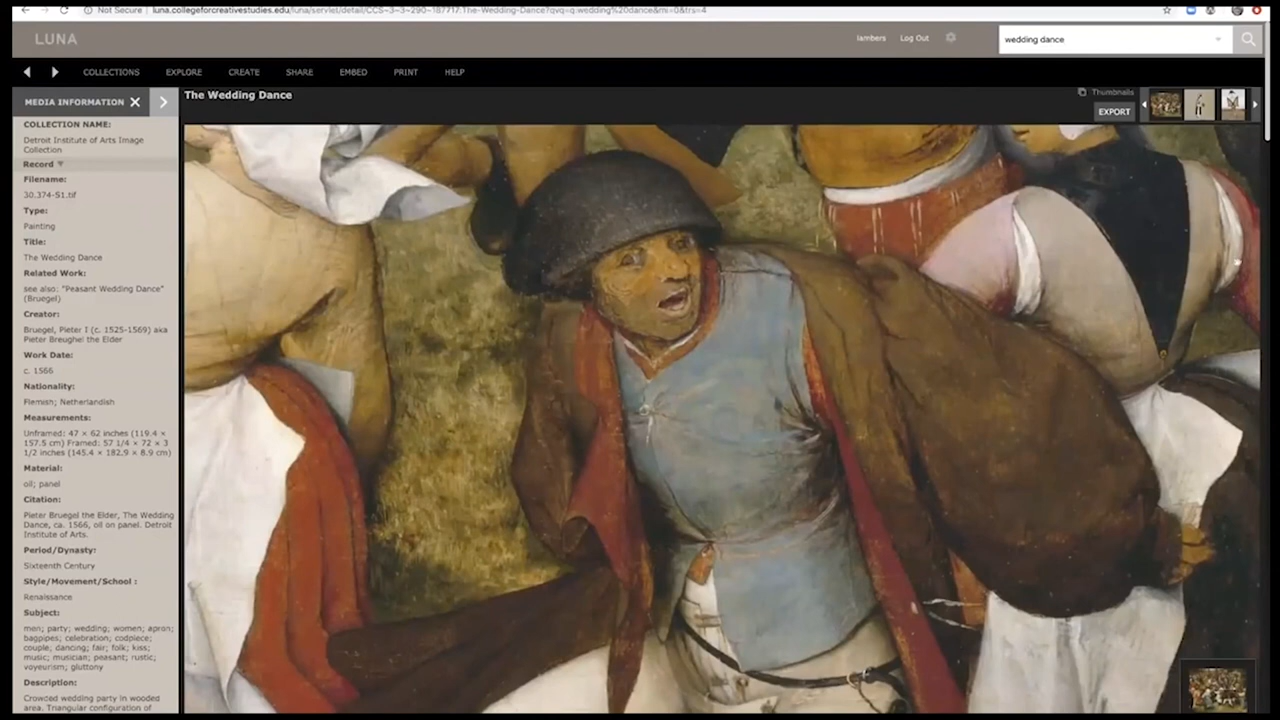 Not Secure | luna.collegeforcreativestudies.edu/luna/servlet/detail/CCS~3~3~290~187717:The-Wedding-Dance?qvq=q:wedding%20dance&mi=0&trs=4
LUNA
lambers Log Out
wedding dance
COLLECTIONS EXPLORE CREATE SHARE EMBED PRINT HELP
MEDIA INFORMATION
The Wedding Dance
Thumbnails
EXPORT
COLLECTION NAME:
Detroit Institute of Arts Image
Collection
Record
Filename:
30.374-S1.tif
Type:
Painting
Title:
The Wedding Dance
Related Work:
see also: "Peasant Wedding Dance"
(Bruegel)
Creator:
Bruegel, Pieter I (c. 1525-1569) aka
Pieter Breughel the Elder
Work Date:
c. 1566
Nationality:
Flemish; Netherlandish
Measurements:
Unframed: 47 × 62 inches (119.4 ×
157.5 cm) Framed: 57 1/4 × 72 × 3
1/2 inches (145.4 × 182.9 × 8.9 cm)
Material:
oil; panel
Citation:
Pieter Bruegel the Elder, The Wedding
Dance, ca. 1566, oil on panel. Detroit
Institute of Arts.
Period/Dynasty:
Sixteenth Century
Style/Movement/School :
Renaissance
Subject:
men; party; wedding; women; apron;
bagpipes; celebration; codpiece;
couple; dancing; fair; folk; kiss;
music; musician; peasant; rustic;
voyeurism; gluttony
Description:
Crowded wedding party in wooded
area. Triangular configuration of